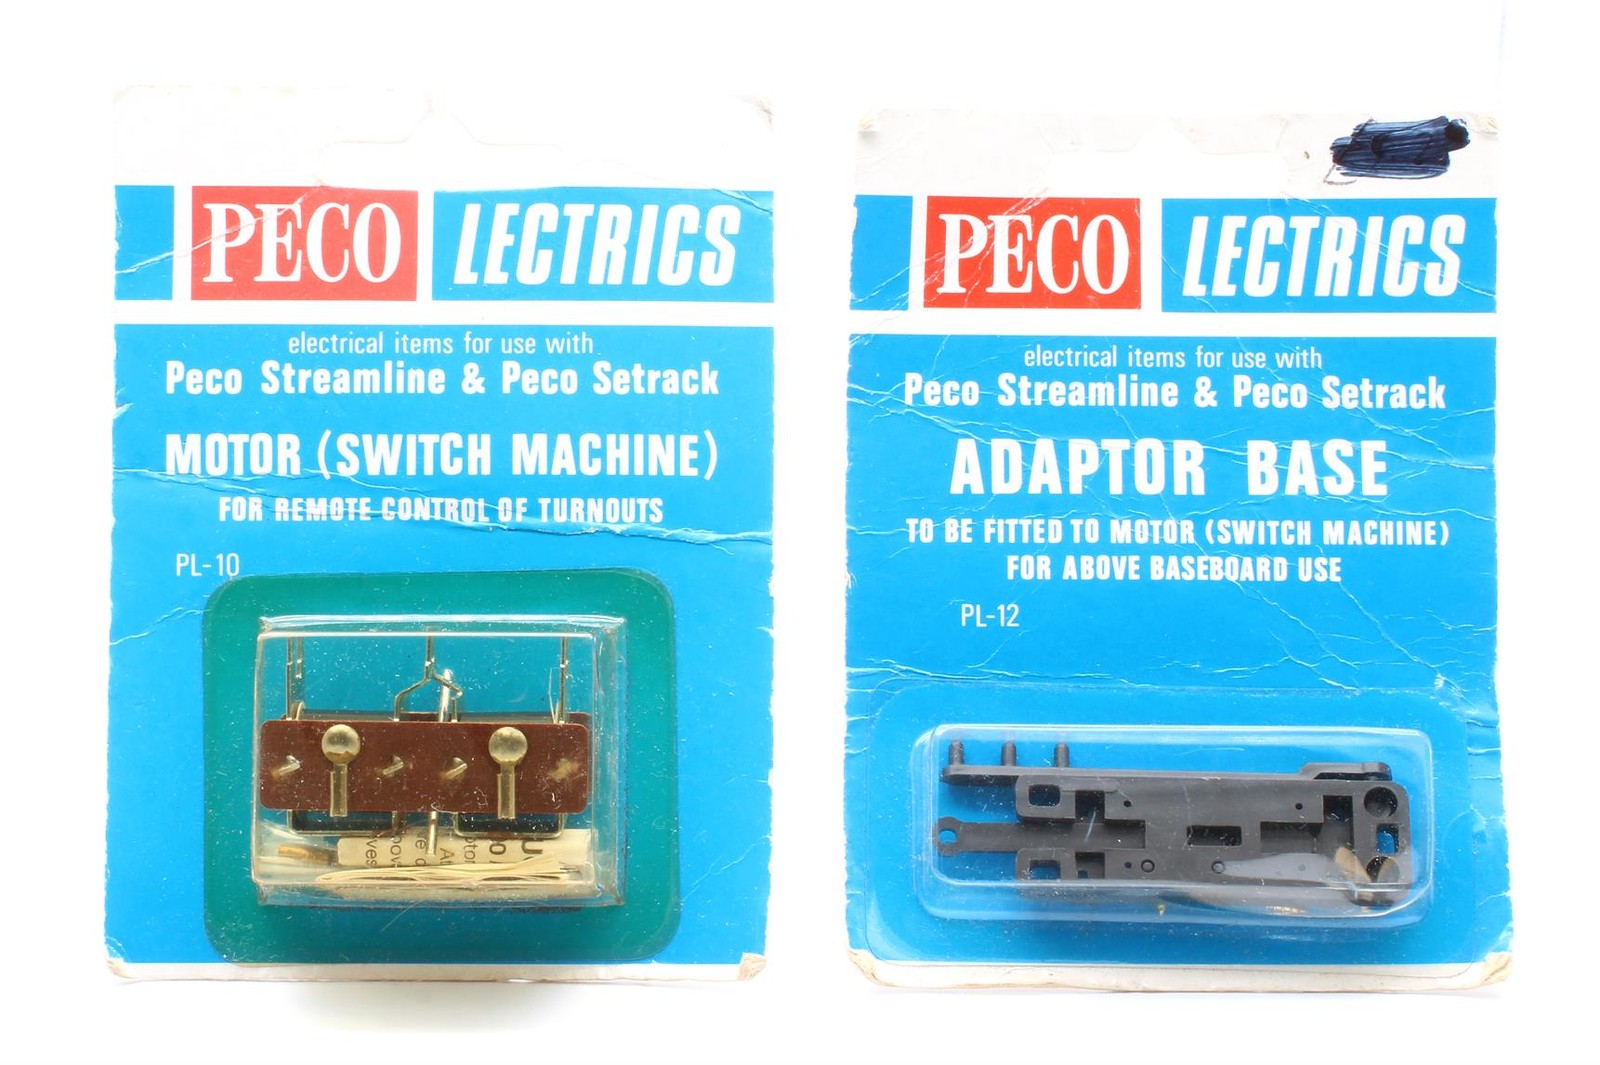 PECO LECTRICS
electrical items for use with
Peco Streamline & Peco Setrack
MOTOR (SWITCH MACHINE)
FOR REMOTE CONTROL OF TURNOUTS
PL-10
PECO LECTRICS
electrical items for use with
Peco Streamline & Peco Setrack
ADAPTOR BASE
TO BE FITTED TO MOTOR (SWITCH MACHINE)
FOR ABOVE BASEBOARD USE
PL-12